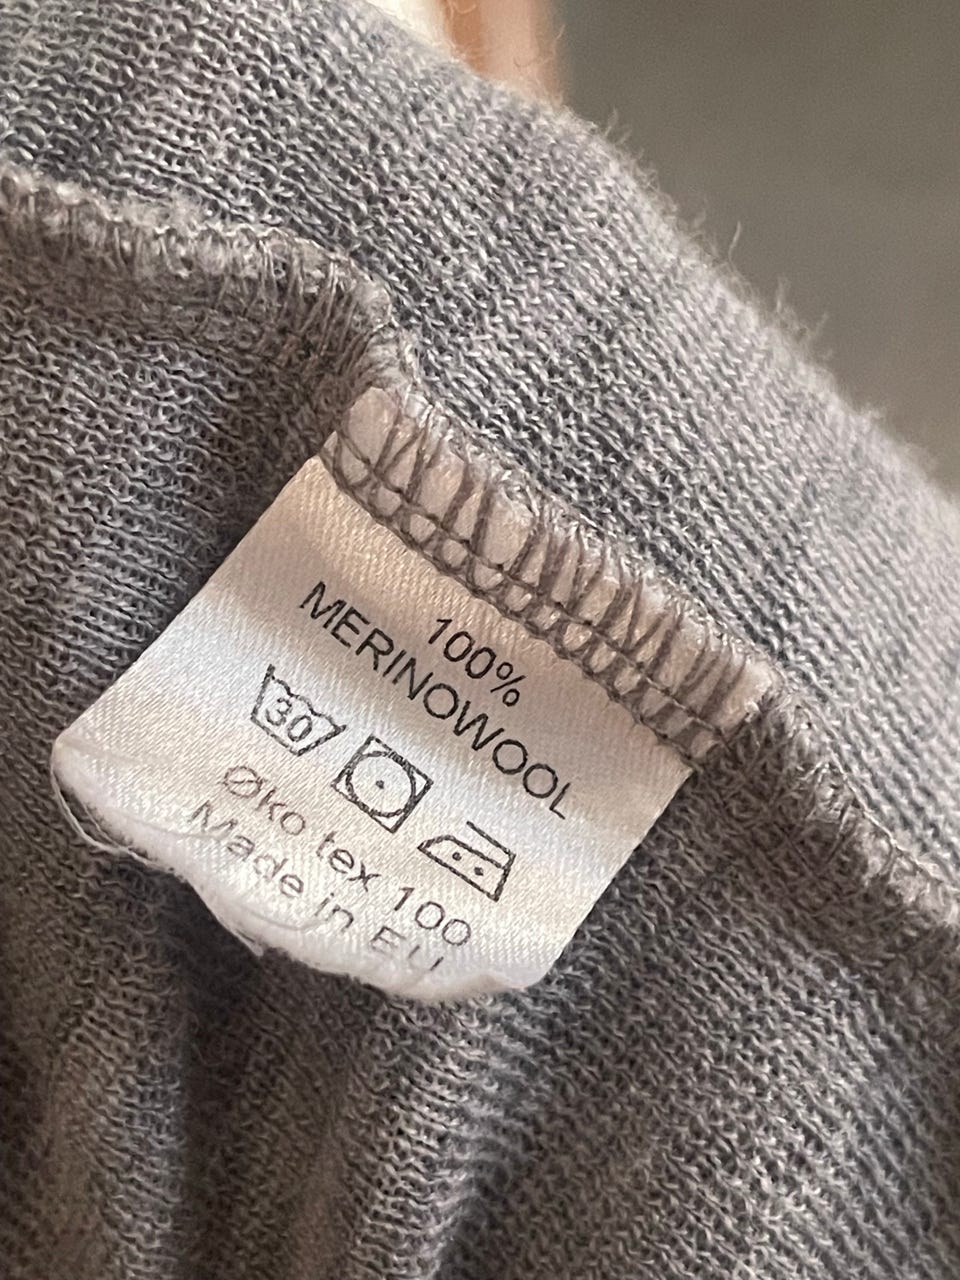 100%
MERINOWOOL
30
Øko tex 100
Made in EU